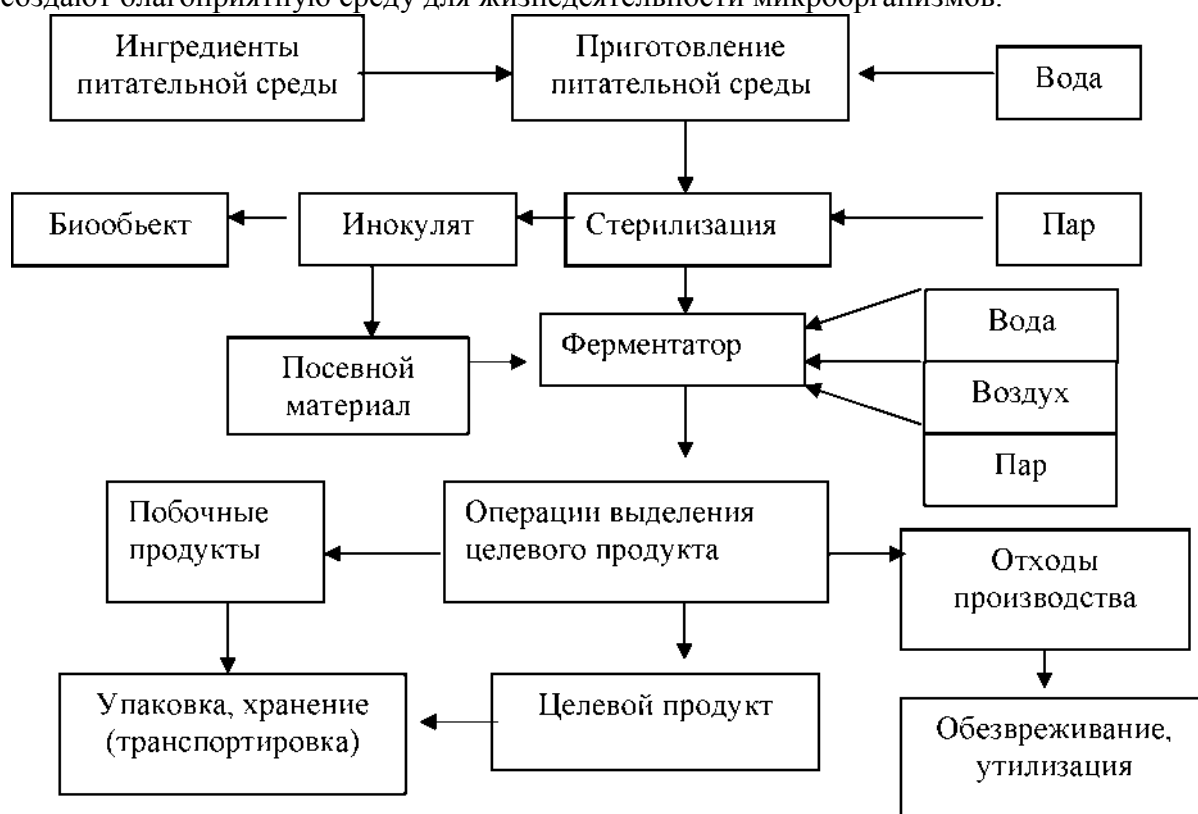 создают благоприятную среду для жизнедеятельности микроорганизмов.
Ингредиенты
питательной среды
Приготовление
питательной среды
Вода
Биообьект
Инокулят
Стерилизация
Пар
Посевной
материал
Ферментатор
Вода
Воздух
Пар
Побочные
продукты
Операции выделения
целевого продукта
Отходы
производства
Упаковка, хранение
(транспортировка)
Целевой продукт
Обезвреживание,
утилизация